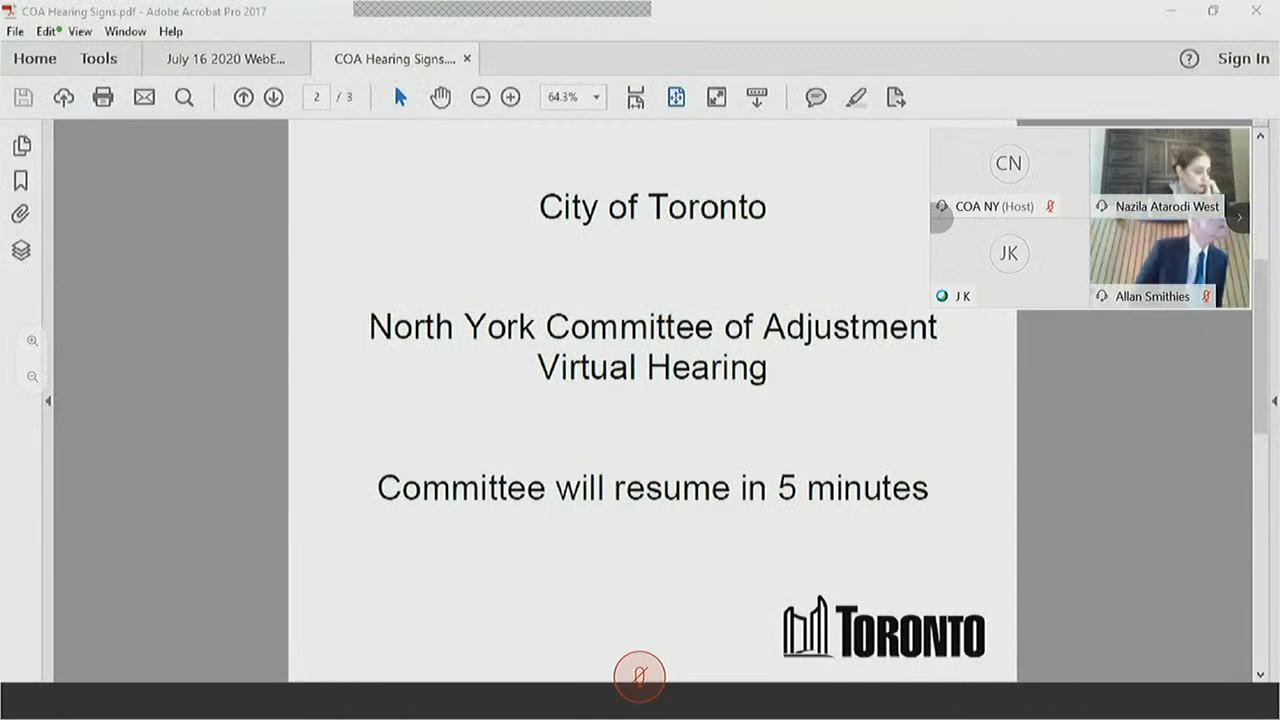 COA Hearing Signs.pdf - Adobe Acrobat Pro 2017
File Edit View Window Help
Home Tools July 16 2020 WebE... COA Hearing Signs.... × Sign In
2 / 3 64.3%
City of Toronto
North York Committee of Adjustment
Virtual Hearing
Committee will resume in 5 minutes
TORONTO
CN
COA NY (Host)
Nazila Atarodi West
JK
J K
Allan Smithies